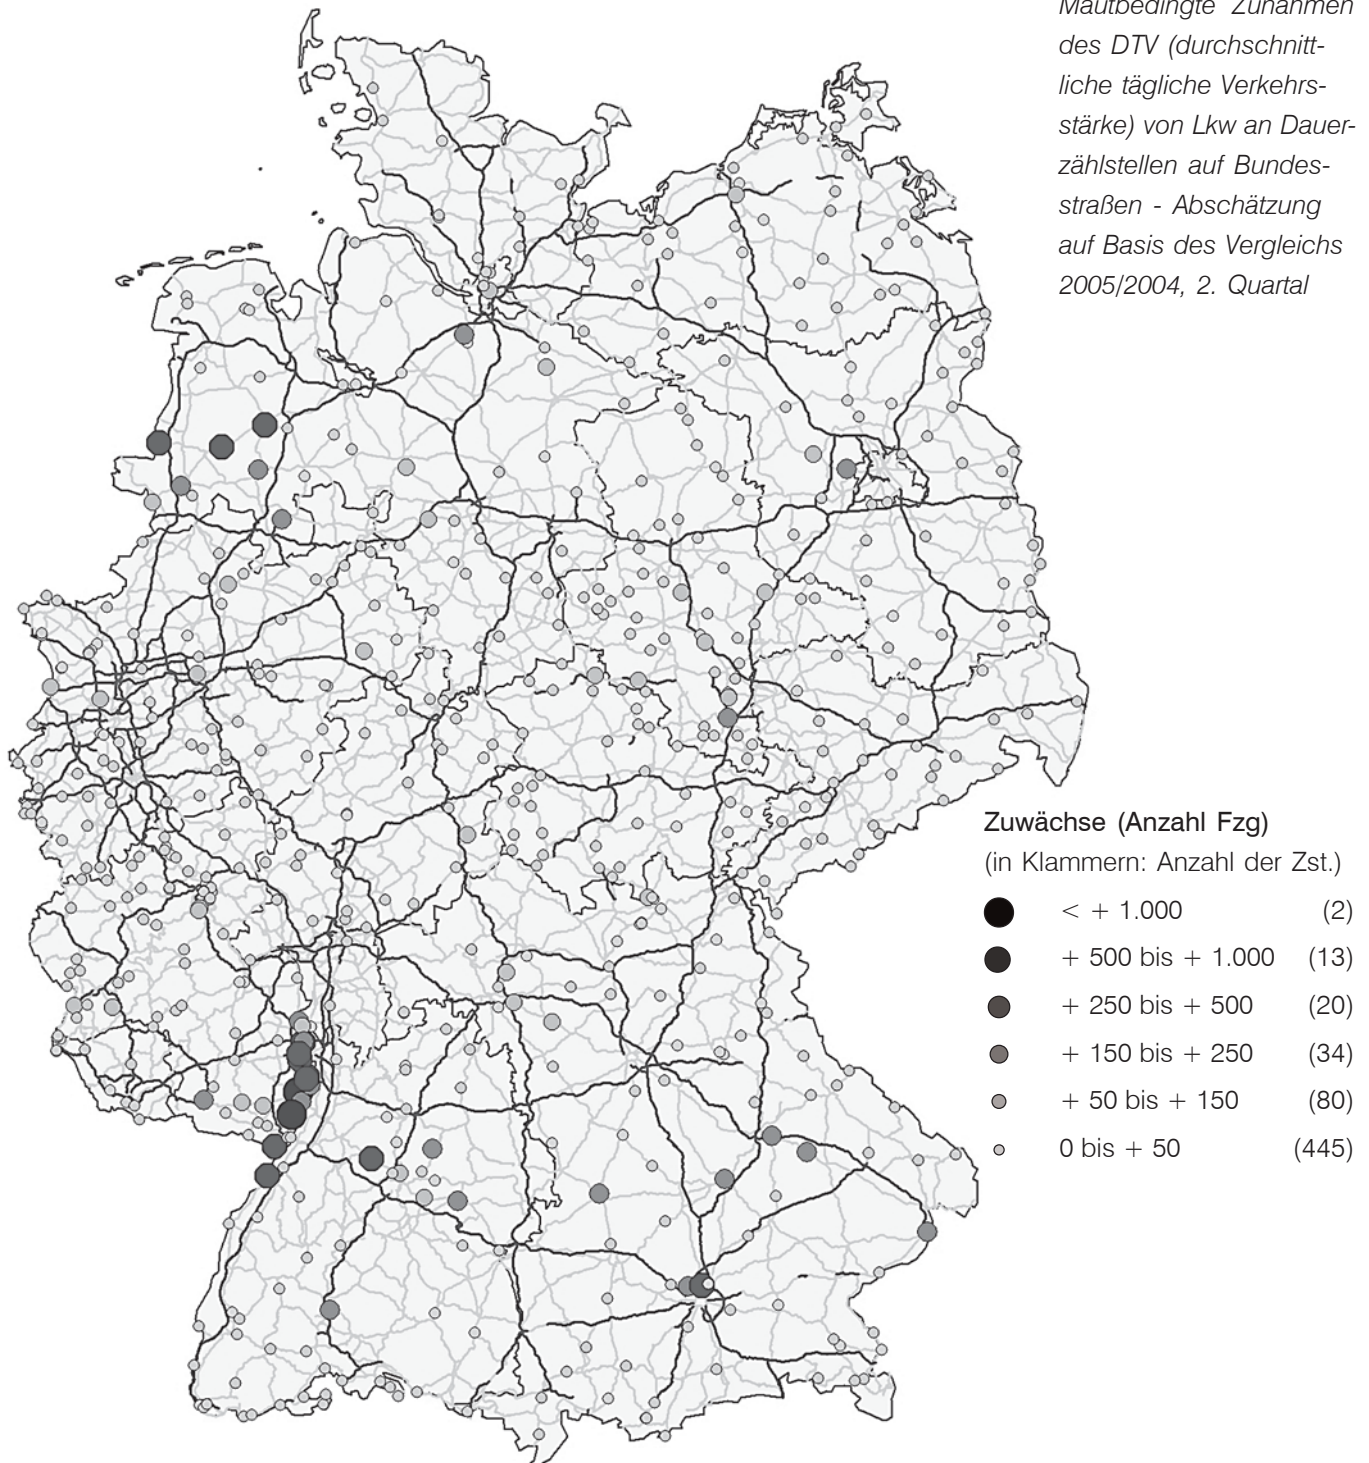 Mautbedingte Zunahmen
des DTV (durchschnitt-
liche tägliche Verkehrs-
stärke) von Lkw an Dauer-
zählstellen auf Bundes-
straßen - Abschätzung
auf Basis des Vergleichs
2005/2004, 2. Quartal
Zuwächse (Anzahl Fzg)
(in Klammern: Anzahl der Zst.)
< + 1.000 (2)
+ 500 bis + 1.000 (13)
+ 250 bis + 500 (20)
+ 150 bis + 250 (34)
+ 50 bis + 150 (80)
0 bis + 50 (445)